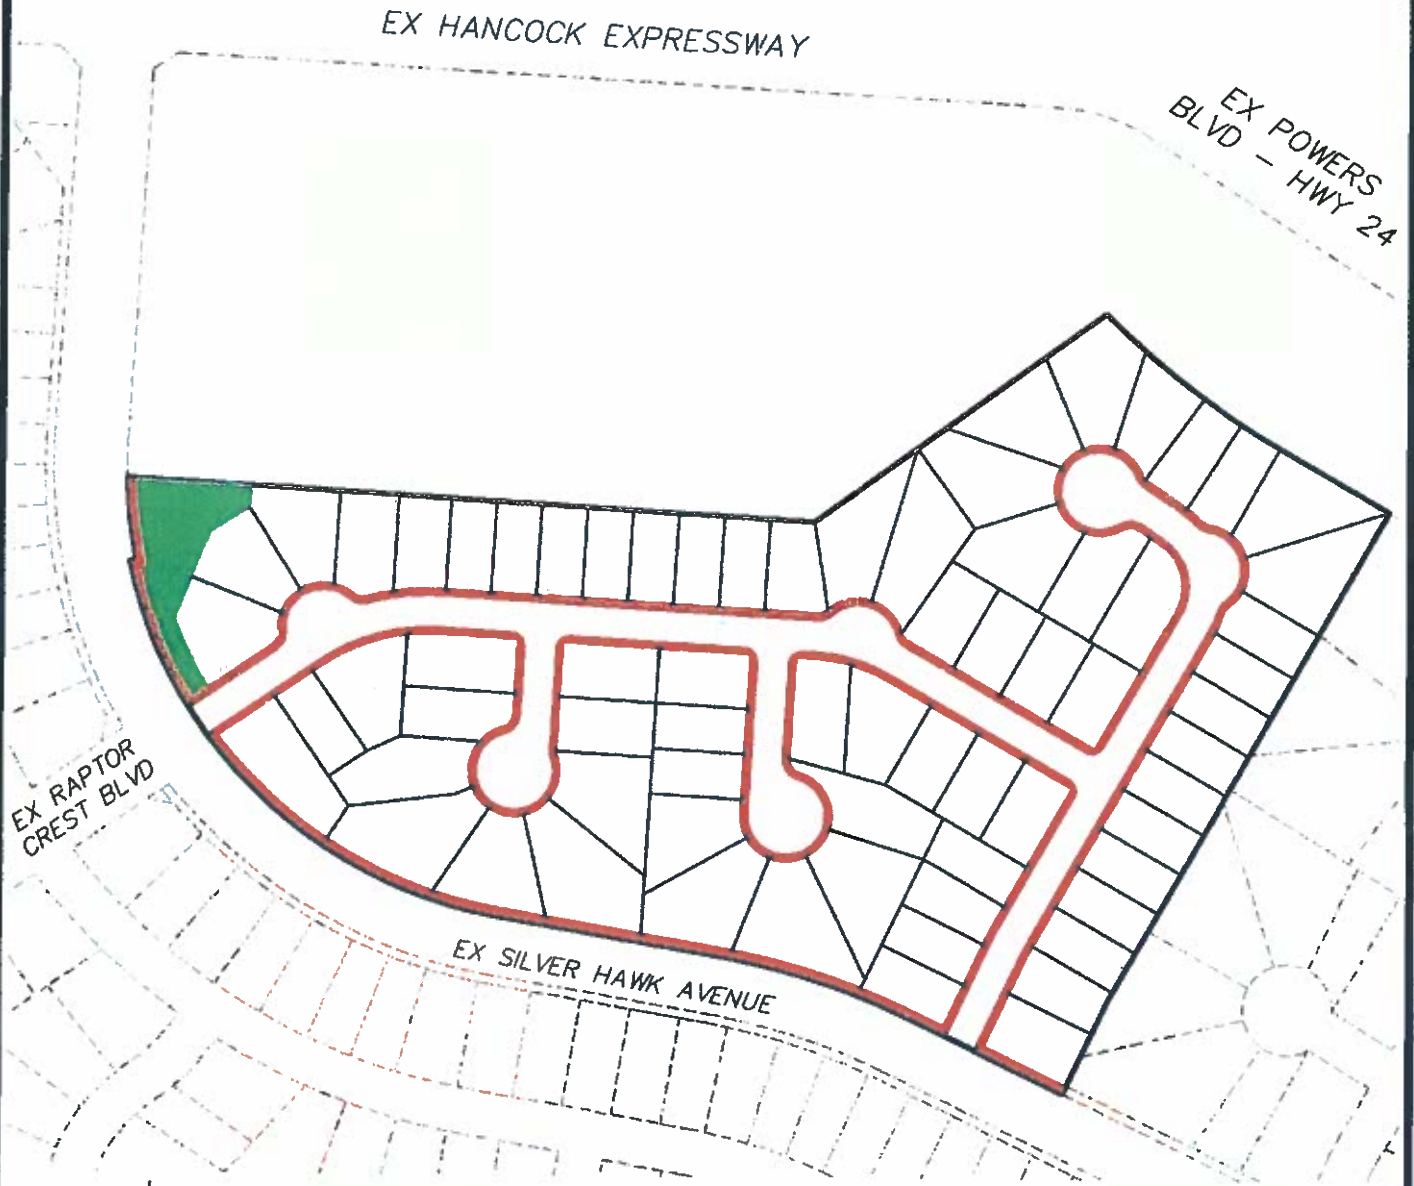 EX HANCOCK EXPRESSWAY
EX POWERS
BLVD – HWY 24
EX RAPTOR
CREST BLVD
EX SILVER HAWK AVENUE